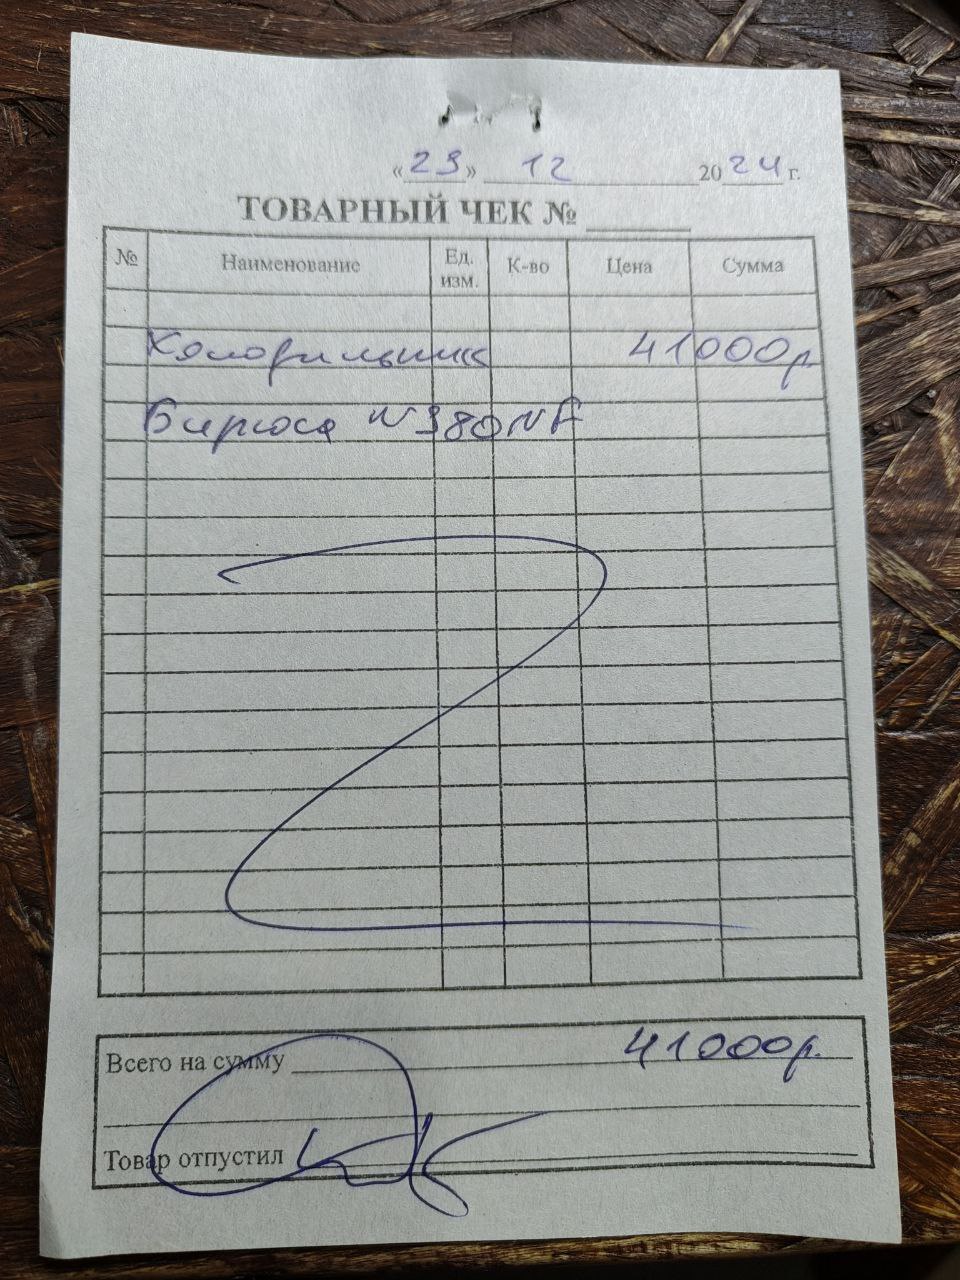 «23» 12 2024 г.
ТОВАРНЫЙ ЧЕК №
№ Наименование Ед. изм. К-во Цена Сумма
Холодильник 41000р.
Бирюса W380NF
Всего на сумму 41000р.
Товар отпустил